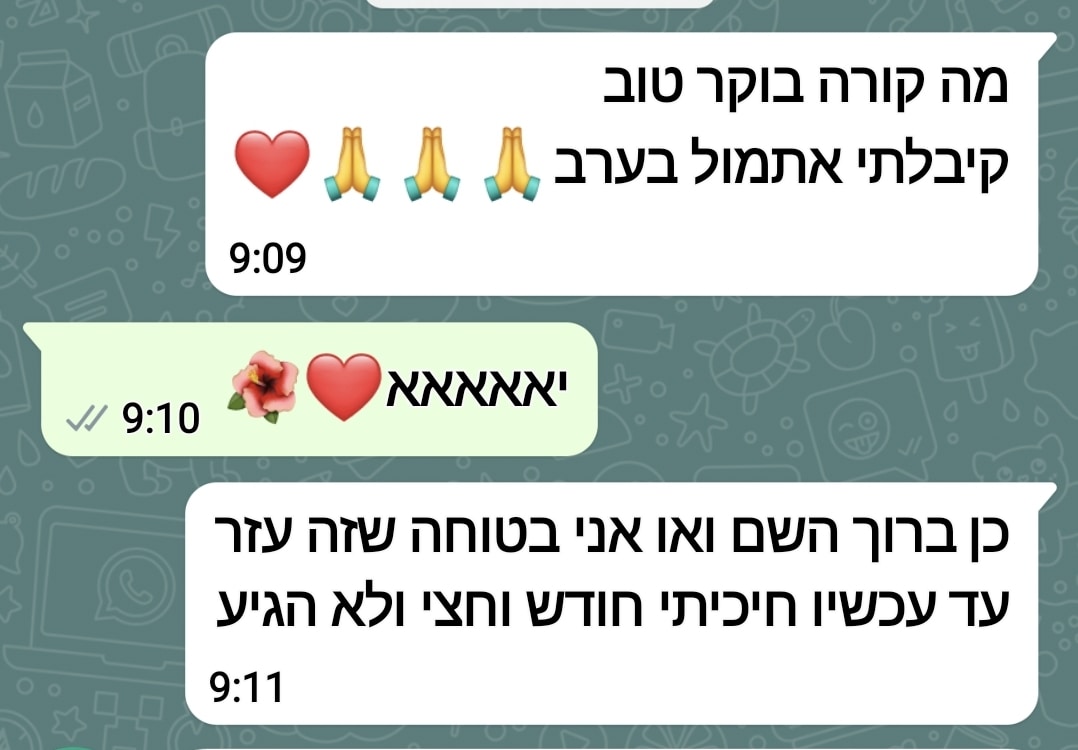 מה קורה בוקר טוב
קיבלתי אתמול בערב 🙏🙏🙏❤️
9:09
יאאאאאא❤️🌺
9:10
כן ברוך השם ואו אני בטוחה שזה עזר
עד עכשיו חיכיתי חודש וחצי ולא הגיע
9:11